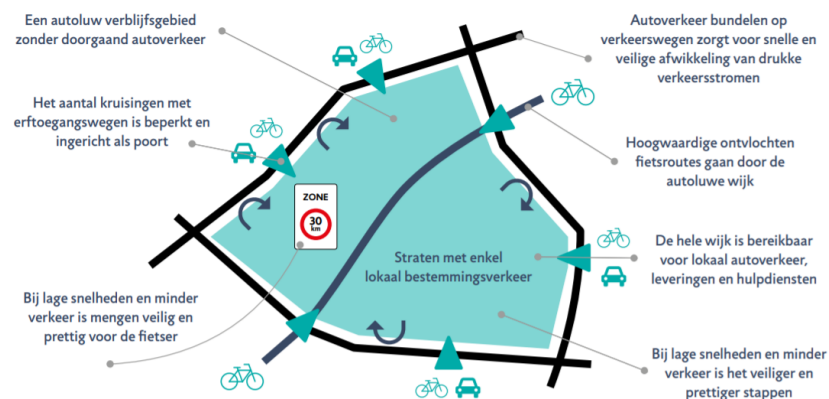 Een autoluw verblijfsgebied
zonder doorgaand autoverkeer
Autoverkeer bundelen op
verkeerswegen zorgt voor snelle en
veilige afwikkeling van drukke
verkeersstromen
Het aantal kruisingen met
erftoegangswegen is beperkt en
ingericht als poort
Hoogwaardige ontvlochten
fietsroutes gaan door de
autoluwe wijk
ZONE
30
km
Straten met enkel
lokaal bestemmingsverkeer
De hele wijk is bereikbaar
voor lokaal autoverkeer,
leveringen en hulpdiensten
Bij lage snelheden en minder
verkeer is mengen veilig en
prettig voor de fietser
Bij lage snelheden en minder
verkeer is het veiliger en
prettiger stappen